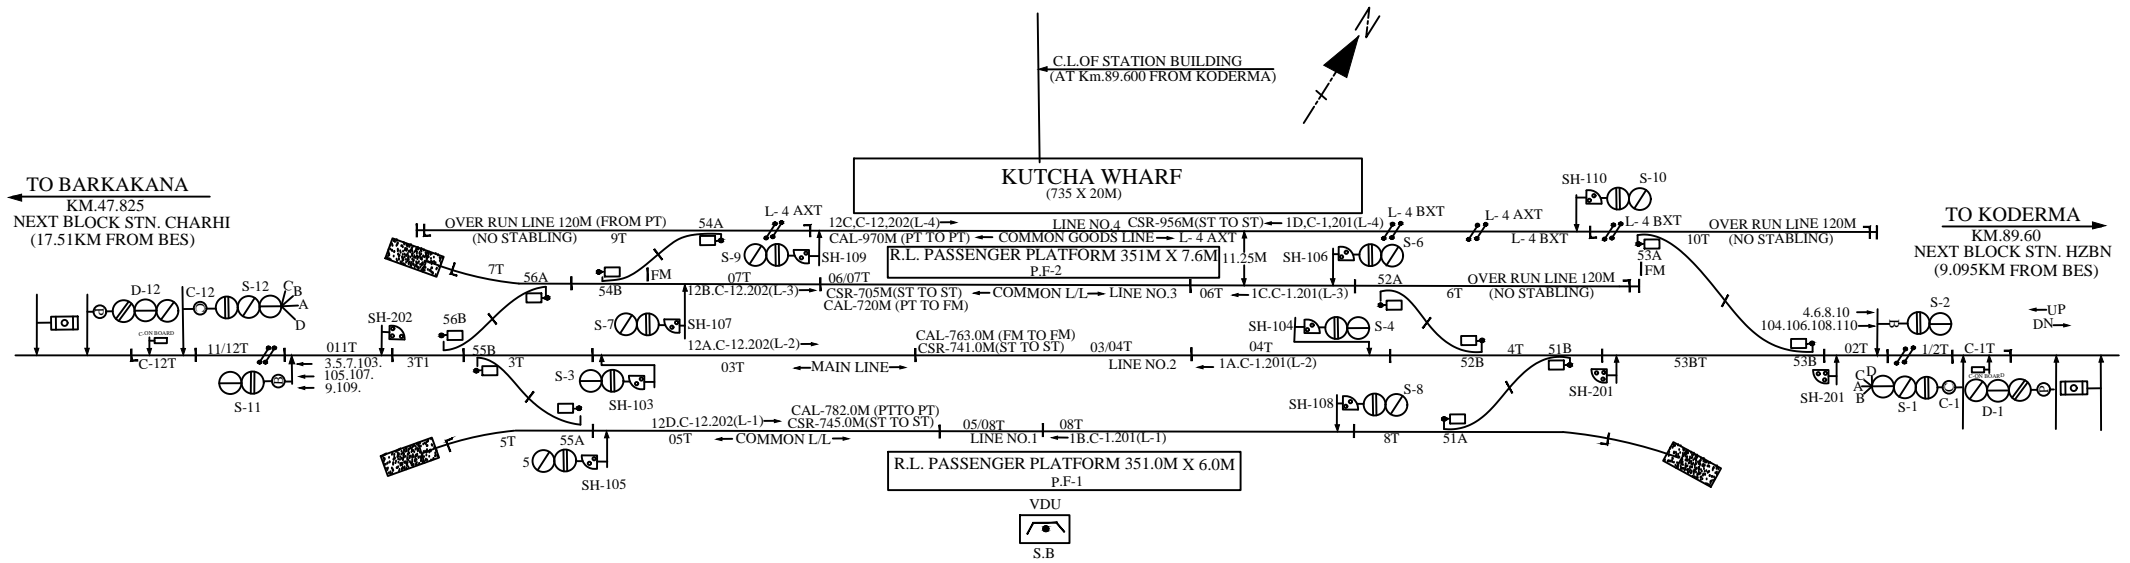 C.L.OF STATION BUILDING
(AT Km.89.600 FROM KODERMA)
TO BARKAKANA
KM.47.825
NEXT BLOCK STN. CHARHI
(17.51KM FROM BES)
KUTCHA WHARF
(735 X 20M)
TO KODERMA
KM.89.60
NEXT BLOCK STN. HZBN
(9.095KM FROM BES)
SH-110
S-10
OVER RUN LINE 120M (FROM PT)
(NO STABLING)
9T
54A
L- 4 AXT
12C,C-12,202(L-4)
LINE NO.4
CSR-956M(ST TO ST)
1D,C-1,201(L-4)
L- 4 BXT
L- 4 AXT
L- 4 BXT
L- 4 BXT
OVER RUN LINE 120M
(NO STABLING)
10T
CAL-970M (PT TO PT)
COMMON GOODS LINE
L- 4 AXT
S-9
SH-109
R.L. PASSENGER PLATFORM 351M X 7.6M
P.F-2
11.25M
SH-106
S-6
53A
FM
7T
56A
54B
FM
07T
06/07T
12B.C-12.202(L-3)
CSR-705M(ST TO ST)
COMMON L/L
LINE NO.3
CAL-720M (PT TO FM)
06T
1C.C-1.201(L-3)
52A
6T
OVER RUN LINE 120M
(NO STABLING)
D-12
C-12
S-12
C
B
A
D
P
C
C-ON BOARD
SH-202
56B
S-7
SH-107
SH-104
S-4
4.6.8.10
104.106.108.110
S-2
B
UP
DN
C-12T
11/12T
011T
3T1
55B
3T
12A.C-12.202(L-2)
03T
MAIN LINE
CAL-763.0M (FM TO FM)
CSR-741.0M(ST TO ST)
03/04T
LINE NO.2
04T
1A.C-1.201(L-2)
52B
4T
51B
53BT
53B
02T
1/2T
C-1T
3.5.7.103.
105.107.
9.109.
B
S-11
S-3
SH-103
SH-108
S-8
SH-201
SH-201
C
D
A
B
S-1
C
C-1
C-ON BOARD
D-1
P
5T
55A
12D.C-12.202(L-1)
05T
COMMON L/L
CAL-782.0M (PTTO PT)
CSR-745.0M(ST TO ST)
05/08T
08T
LINE NO.1
1B.C-1.201(L-1)
8T
51A
5
SH-105
R.L. PASSENGER PLATFORM 351.0M X 6.0M
P.F-1
VDU
S.B